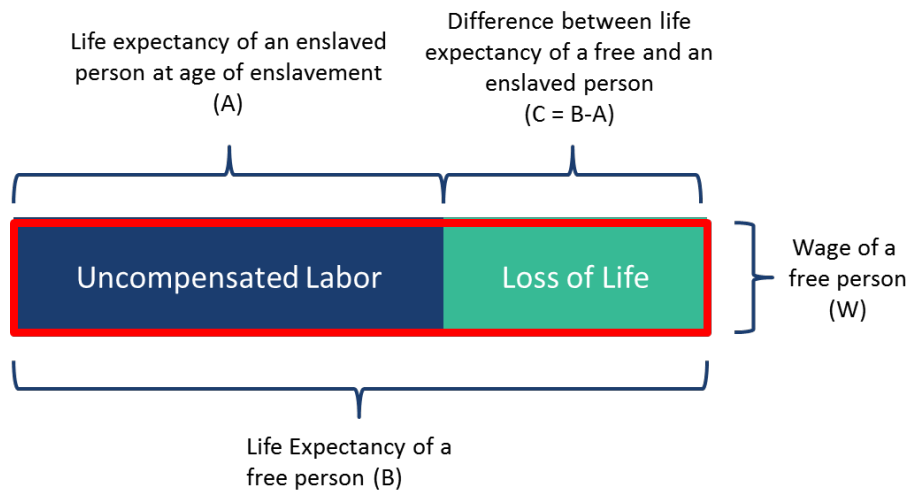 Life expectancy of an enslaved
person at age of enslavement
(A)
Difference between life
expectancy of a free and an
enslaved person
(C = B-A)
Uncompensated Labor
Loss of Life
Wage of a
free person
(W)
Life Expectancy of a
free person (B)